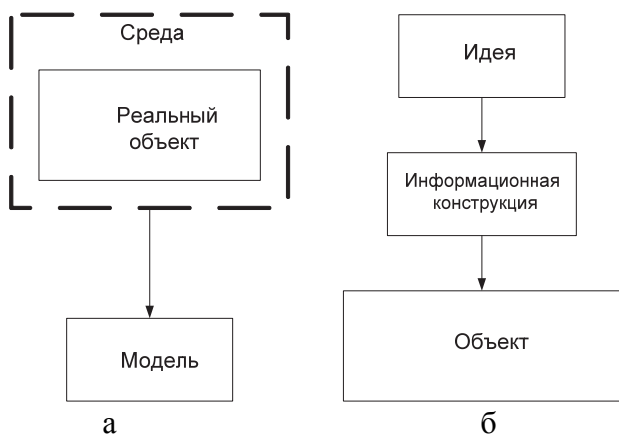 Среда
Реальный
объект
Модель
а
Идея
Информационная
конструкция
Объект
б